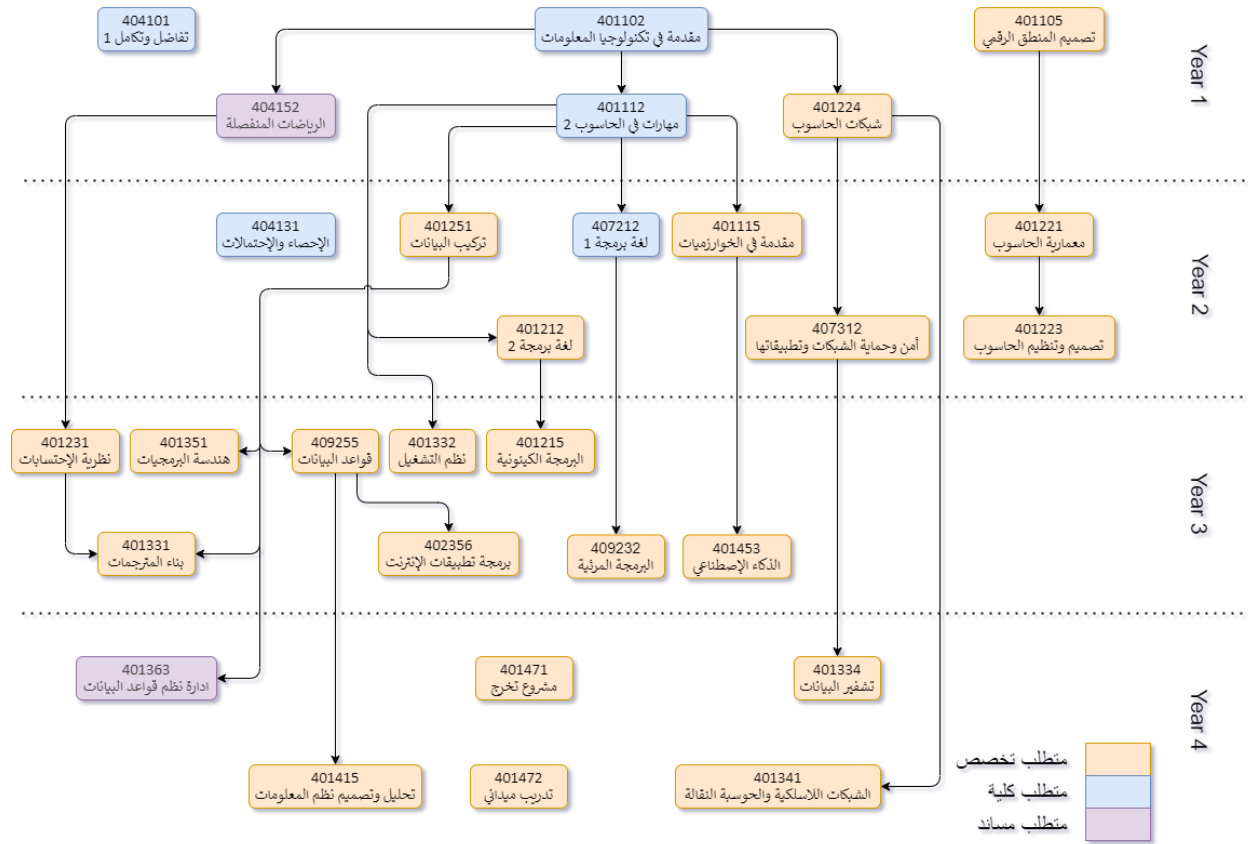 404101
تفاضل وتكامل 1
401102
مقدمة في تكنولوجيا المعلومات
401105
تصميم المنطق الرقمي
Year 1
404152
الرياضات المنفصلة
401112
مهارات في الحاسوب 2
401224
شبكات الحاسوب
404131
الإحصاء والإحتمالات
401251
تركيب البيانات
407212
لغة برمجة 1
401115
مقدمة في الخوارزميات
401221
معمارية الحاسوب
Year 2
401212
لغة برمجة 2
407312
أمن وحماية الشبكات وتطبيقاتها
401223
تصميم وتنظيم الحاسوب
401231
نظرية الإحتسابات
401351
هندسة البرمجيات
409255
قواعد البيانات
401332
نظم التشغيل
401215
البرمجة الكينونية
Year 3
401331
بناء المترجمات
402356
برمجة تطبيقات الإنترنت
409232
البرمجة المرئية
401453
الذكاء الإصطناعي
401363
ادارة نظم قواعد البيانات
401471
مشروع تخرج
401334
تشفير البيانات
Year 4
401415
تحليل وتصميم نظم المعلومات
401472
تدريب ميداني
401341
الشبكات اللاسلكية والحوسبة النقالة
متطلب تخصص
متطلب كلية
متطلب مساند